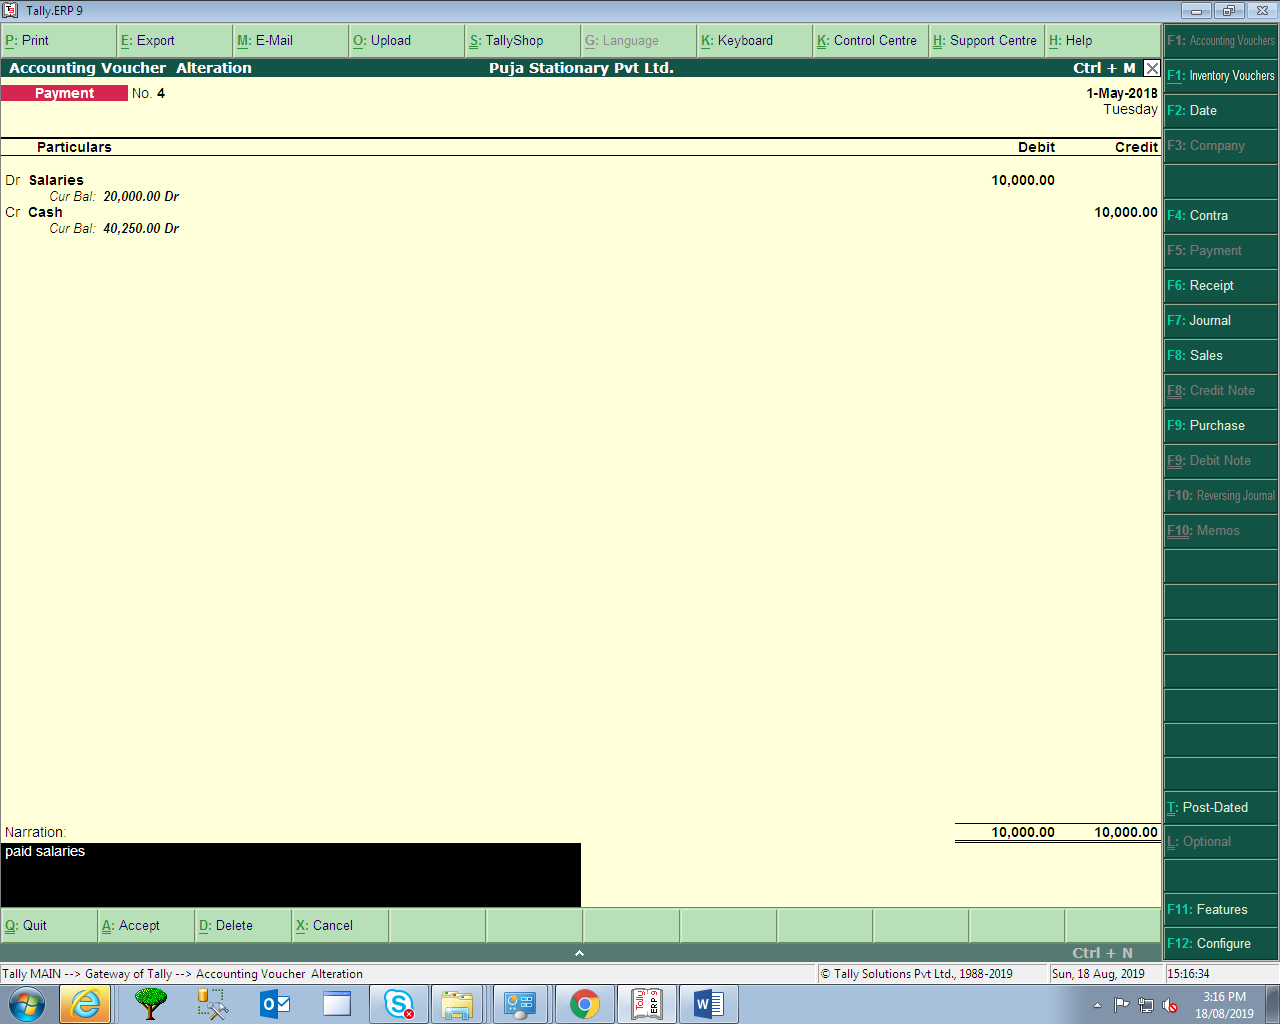 Tally.ERP 9
P: Print E: Export M: E-Mail O: Upload S: TallyShop G: Language K: Keyboard K: Control Centre H: Support Centre H: Help
Accounting Voucher Alteration Puja Stationary Pvt Ltd. Ctrl + M
Payment No. 4 1-May-2018
Tuesday
Particulars Debit Credit
Dr Salaries 10,000.00
Cur Bal: 20,000.00 Dr
Cr Cash 10,000.00
Cur Bal: 40,250.00 Dr
Narration: 10,000.00 10,000.00
paid salaries
Q: Quit A: Accept D: Delete X: Cancel
Ctrl + N
F1: Accounting Vouchers
F1: Inventory Vouchers
F2: Date
F3: Company
F4: Contra
F5: Payment
F6: Receipt
F7: Journal
F8: Sales
F8: Credit Note
F9: Purchase
F9: Debit Note
F10: Reversing Journal
F10: Memos
T: Post-Dated
L: Optional
F11: Features
F12: Configure
Tally MAIN --> Gateway of Tally --> Accounting Voucher Alteration © Tally Solutions Pvt Ltd., 1988-2019 Sun, 18 Aug, 2019 15:16:34
Tally ERP 9
3:16 PM
18/08/2019